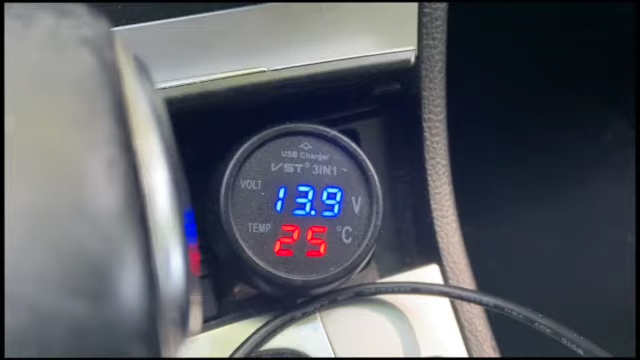 USB Charger
VST® 3IN1
VOLT 13.9 V
TEMP 25 °C